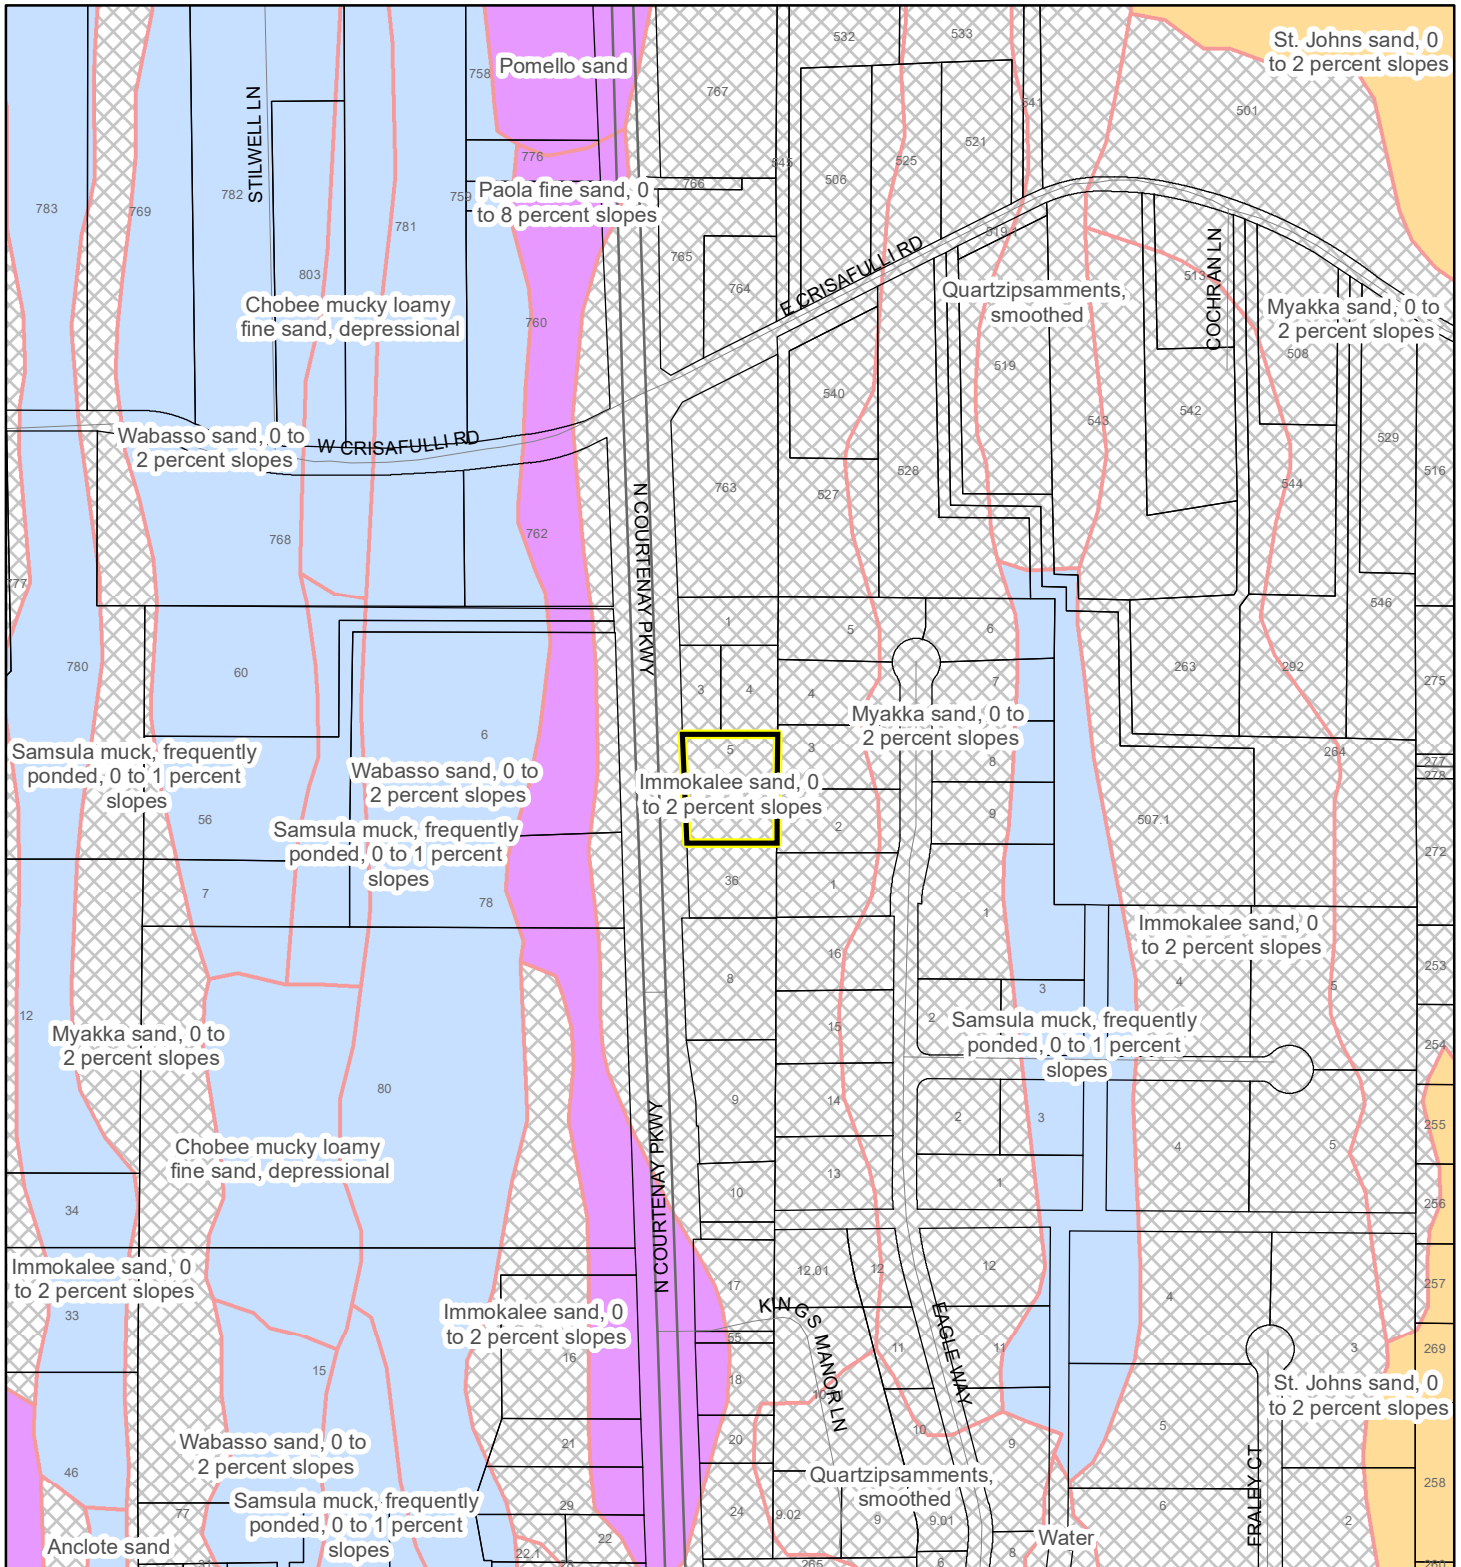 532
533
St. Johns sand, 0
to 2 percent slopes
Pomello sand
758
767
STILWELL LN
541
501
545
525
521
776
506
766
782
759
Paola fine sand, 0
to 8 percent slopes
783
769
781
519.1
765
E CRISAFULLI RD
COCHRAN LN
803
513
764
Quartzipsamments,
smoothed
Chobee mucky loamy
fine sand, depressional
Myakka sand, 0 to
2 percent slopes
760
508
519
540
542
543
529
Wabasso sand, 0 to
2 percent slopes
W CRISAFULLI RD
528
516
763
527
544
N COURTENAY PKWY
762
768
777
546
1
5
6
780
60
263
292
275
3
4
4
7
6
Myakka sand, 0 to
2 percent slopes
5
3
264
Samsula muck, frequently
ponded, 0 to 1 percent
slopes
8
277
278
Wabasso sand, 0 to
2 percent slopes
Immokalee sand, 0
to 2 percent slopes
56
9
507.1
2
Samsula muck, frequently
ponded, 0 to 1 percent
slopes
272
36
1
7
78
1
Immokalee sand, 0
to 2 percent slopes
16
253
8
4
5
3
12
2
15
Samsula muck, frequently
ponded, 0 to 1 percent
slopes
Myakka sand, 0 to
2 percent slopes
254
80
9
14
2
3
255
N COURTENAY PKWY
4
5
Chobee mucky loamy
fine sand, depressional
13
10
1
256
34
Immokalee sand, 0
to 2 percent slopes
12.01
12
12
17
257
4
KINGS MANOR LN
EAGLE WAY
33
Immokalee sand, 0
to 2 percent slopes
55
11
11
3
269
16
15
18
St. Johns sand, 0
to 2 percent slopes
10
5
20
21
9
Wabasso sand, 0 to
2 percent slopes
FRALEY CT
46
Quartzipsamments,
smoothed
258
Samsula muck, frequently
ponded, 0 to 1 percent
slopes
29
6
77
24
9.02
9
9.01
2
22
Water
Anclote sand
22.1
8
265
6